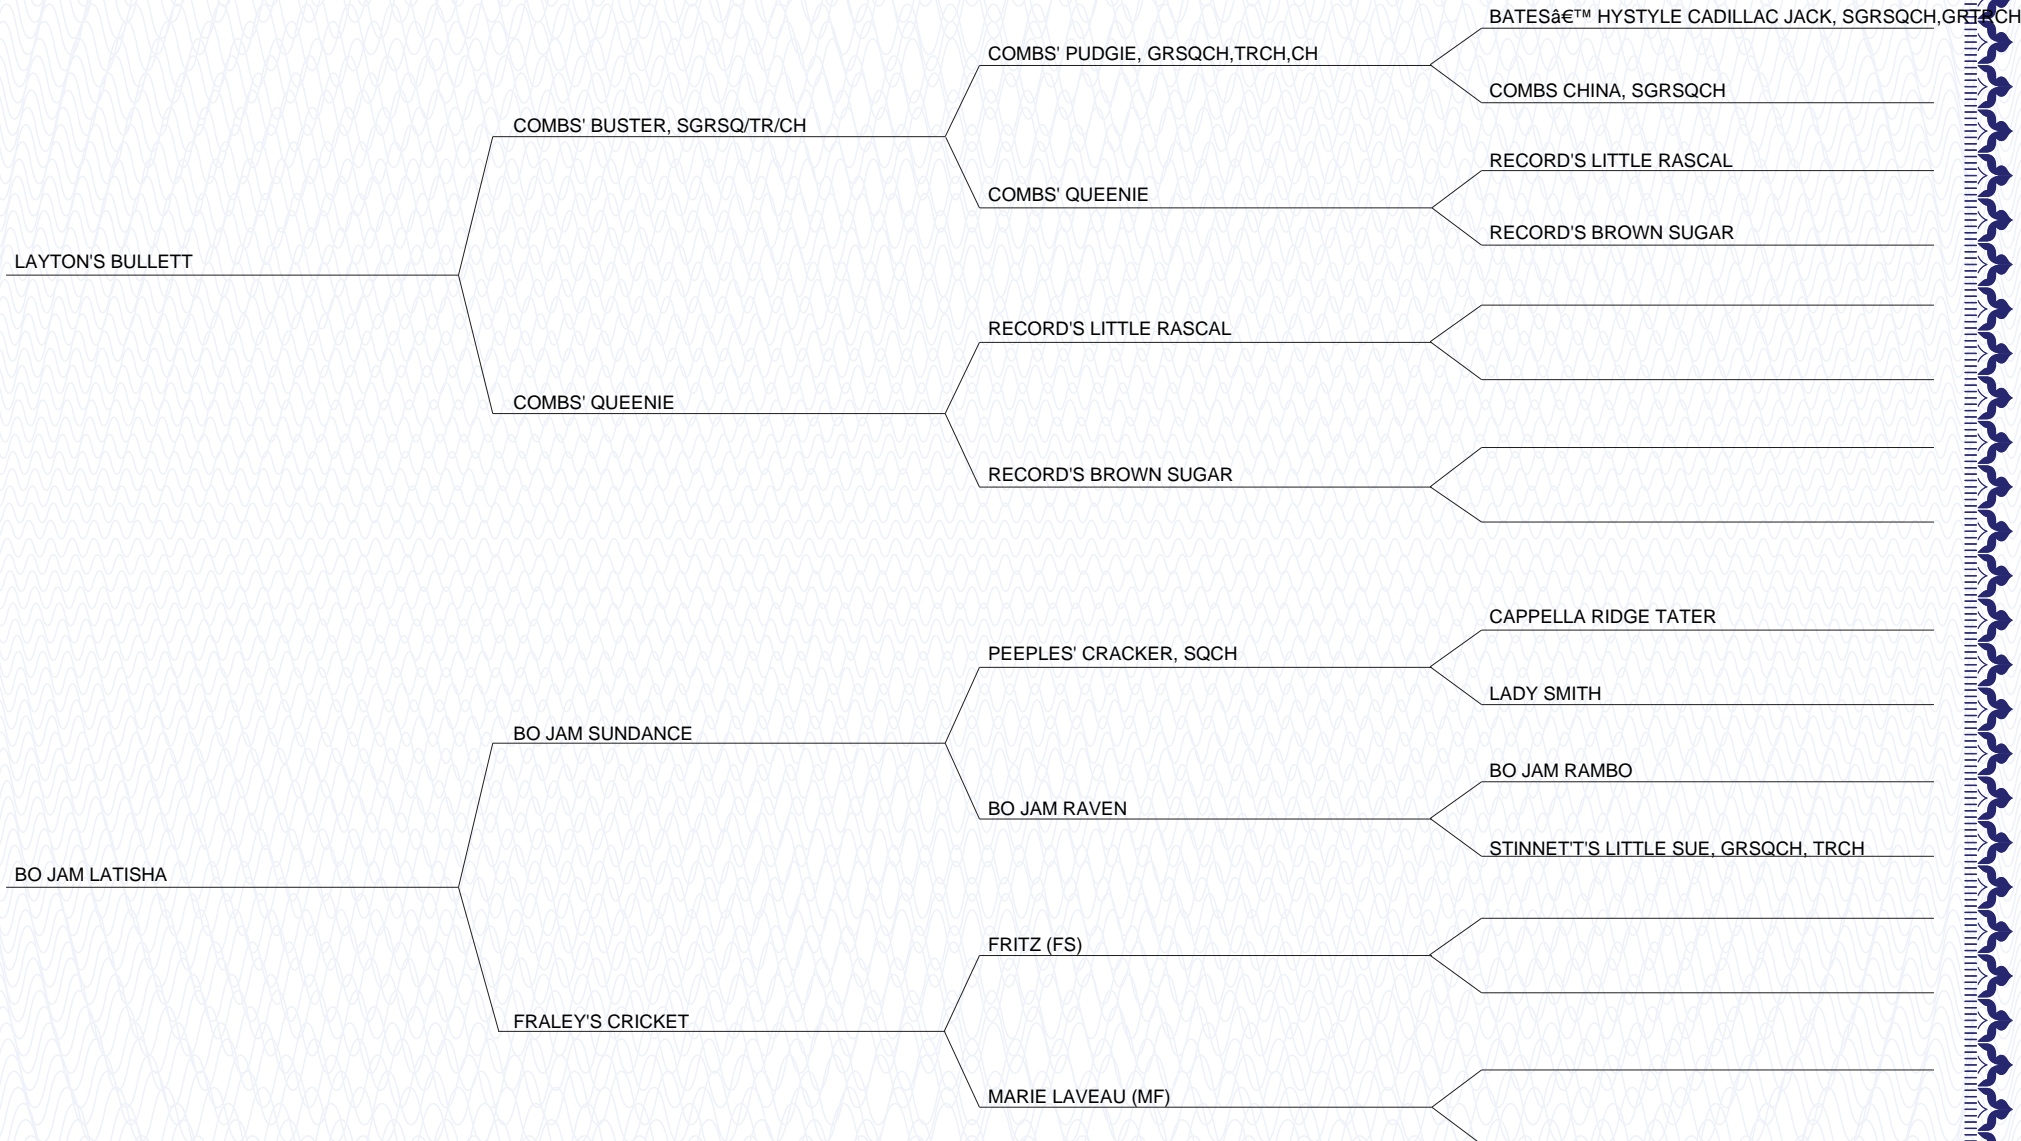 BATESâ€™ HYSTYLE CADILLAC JACK, SGRSQCH,GRTRCH
COMBS' PUDGIE, GRSQCH,TRCH,CH
COMBS CHINA, SGRSQCH
COMBS' BUSTER, SGRSQ/TR/CH
RECORD'S LITTLE RASCAL
COMBS' QUEENIE
RECORD'S BROWN SUGAR
LAYTON'S BULLETT
RECORD'S LITTLE RASCAL
COMBS' QUEENIE
RECORD'S BROWN SUGAR
CAPPELLA RIDGE TATER
PEEPLES' CRACKER, SQCH
LADY SMITH
BO JAM SUNDANCE
BO JAM RAMBO
BO JAM RAVEN
STINNET'T'S LITTLE SUE, GRSQCH, TRCH
BO JAM LATISHA
FRITZ (FS)
FRALEY'S CRICKET
MARIE LAVEAU (MF)